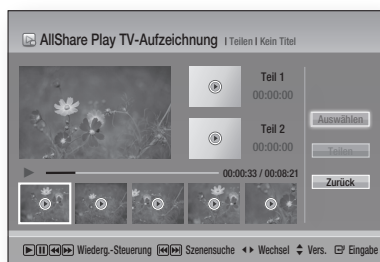 AllShare Play TV-Aufzeichnung | Teilen | Kein Titel
Teil 1
00:00:00
Teil 2
00:00:00
Auswählen
Teilen
Zurück
00:00:33 / 00:08:21
Wiederg.-Steuerung Szenensuche Wechsel Vers. Eingabe